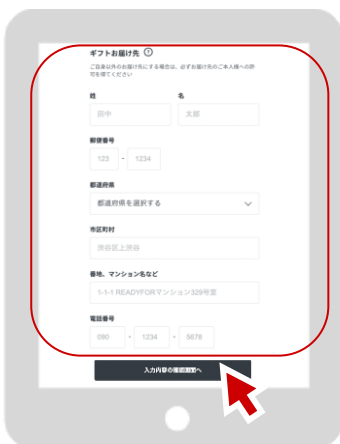 ギフトお届け先 ?
ご自身以外のお届け先にする場合は、必ずお届け先のご本人様への許
可を得てください
姓 名
田中 太郎
郵便番号
123 - 1234
都道府県
都道府県を選択する
市区町村
渋谷区上渋谷
番地、マンション名など
1-1-1 READYFORマンション329号室
電話番号
090 - 1234 - 5678
入力内容の確認画面へ